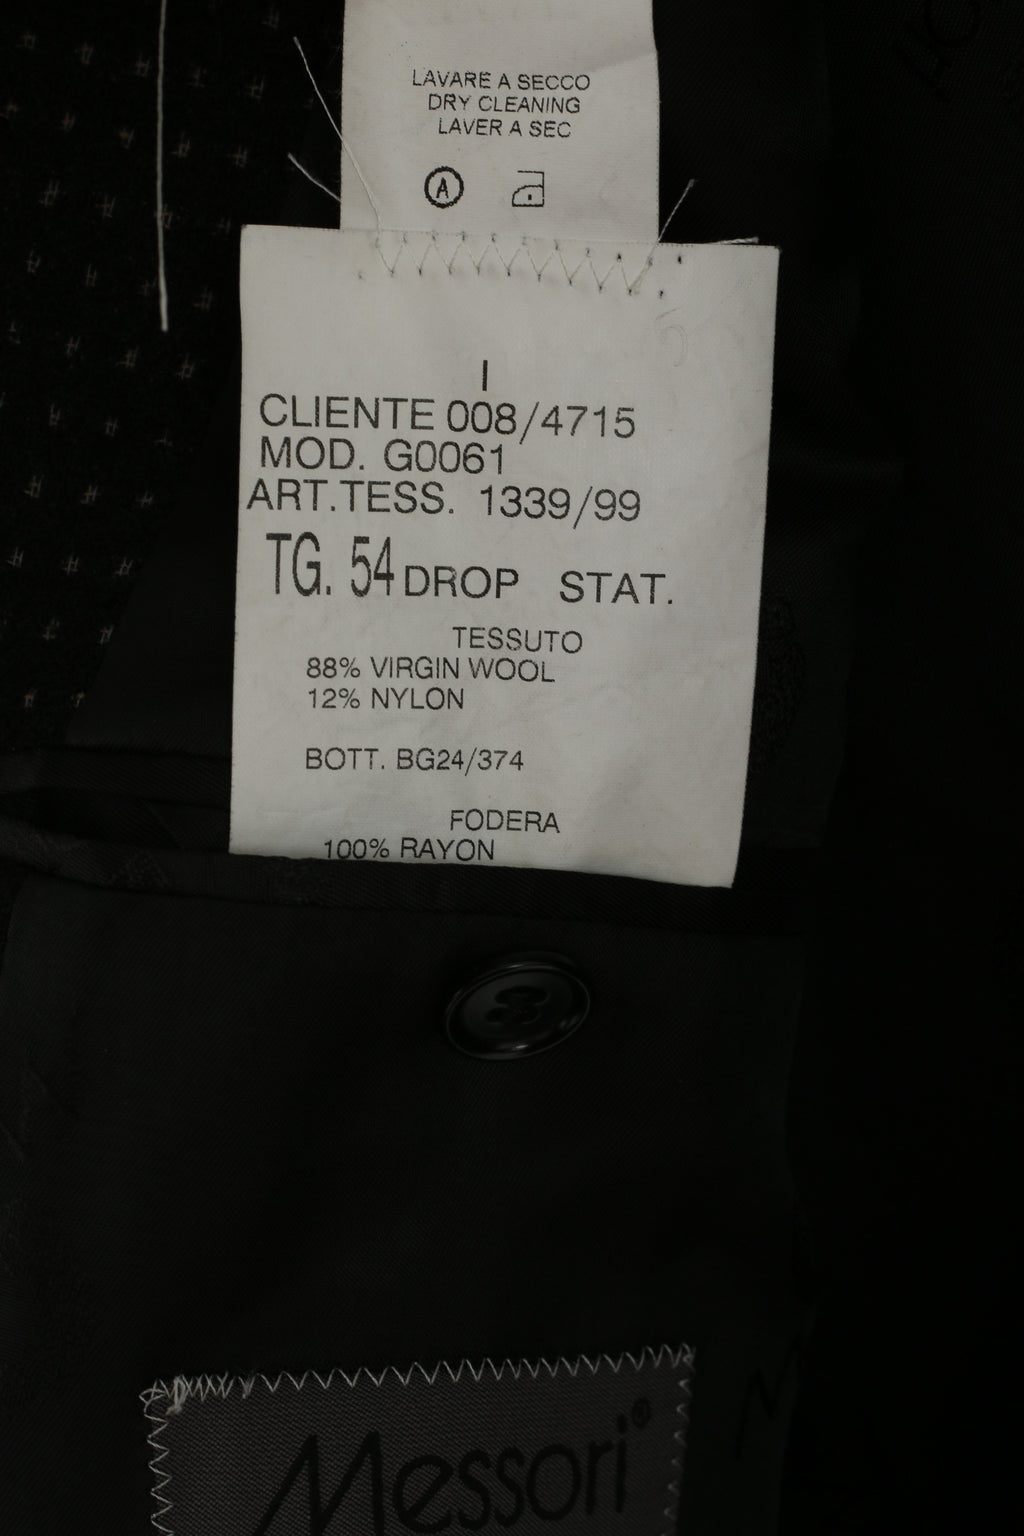 LAVARE A SECCO
DRY CLEANING
LAVER A SEC
A
I
CLIENTE 008/4715
MOD. G0061
ART.TESS. 1339/99
TG. 54 DROP STAT.
TESSUTO
88% VIRGIN WOOL
12% NYLON
BOTT. BG24/374
FODERA
100% RAYON
Messori®